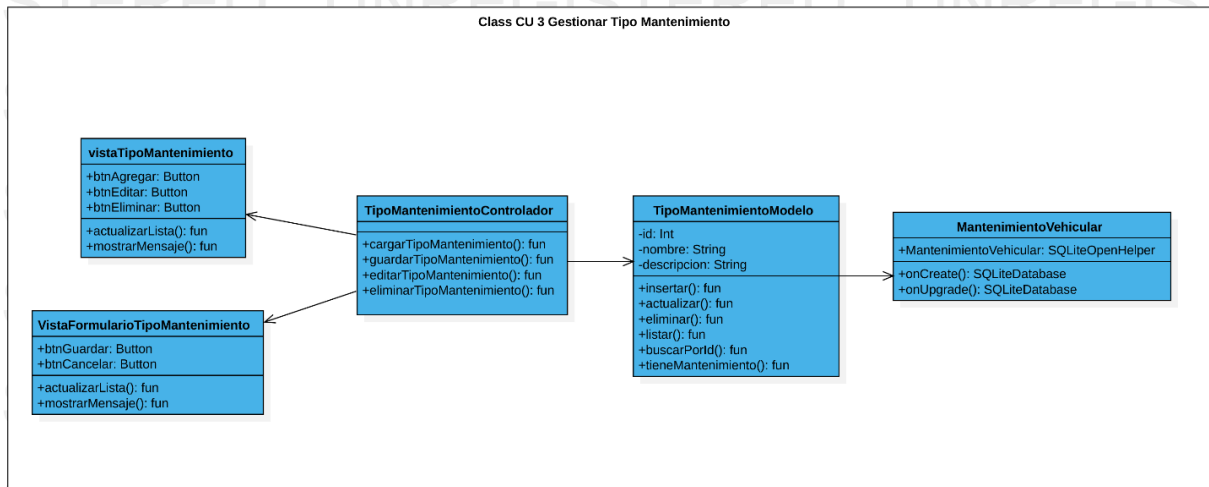 Class CU 3 Gestionar Tipo Mantenimiento
vistaTipoMantenimiento
+btnAgregar: Button
+btnEditar: Button
+btnEliminar: Button
+actualizarLista(): fun
+mostrarMensaje(): fun
VistaFormularioTipoMantenimiento
+btnGuardar: Button
+btnCancelar: Button
+actualizarLista(): fun
+mostrarMensaje(): fun
TipoMantenimientoControlador
+cargarTipoMantenimiento(): fun
+guardarTipoMantenimiento(): fun
+editarTipoMantenimiento(): fun
+eliminarTipoMantenimiento(): fun
TipoMantenimientoModelo
-id: Int
-nombre: String
-descripcion: String
+insertar(): fun
+actualizar(): fun
+eliminar(): fun
+listar(): fun
+buscarPorId(): fun
+tieneMantenimiento(): fun
MantenimientoVehicular
+MantenimientoVehicular: SQLiteOpenHelper
+onCreate(): SQLiteDatabase
+onUpgrade(): SQLiteDatabase